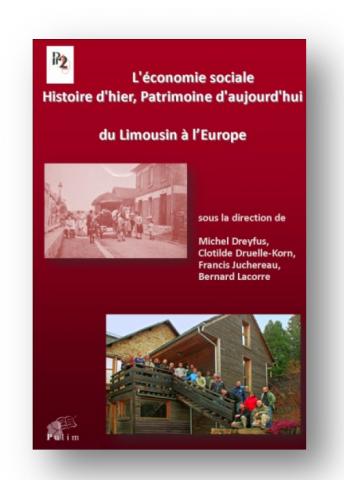 Pr2
L'économie sociale
Histoire d'hier, Patrimoine d'aujourd'hui
du Limousin à l'Europe
sous la direction de
Michel Dreyfus,
Clotilde Druelle-Korn,
Francis Juchereau,
Bernard Lacorre
Pulim